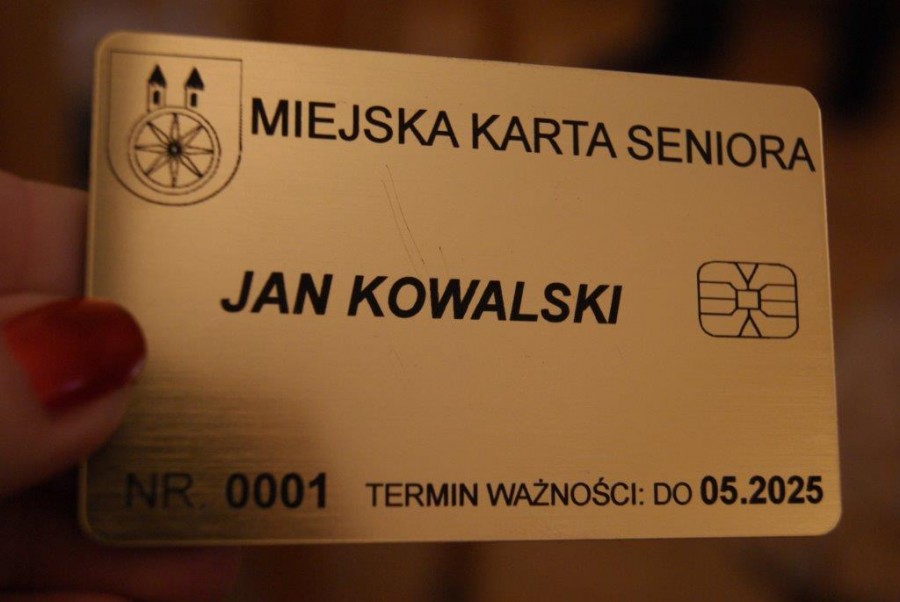 MIEJSKA KARTA SENIORA
JAN KOWALSKI
NR. 0001 TERMIN WAŻNOŚCI: DO 05.2025